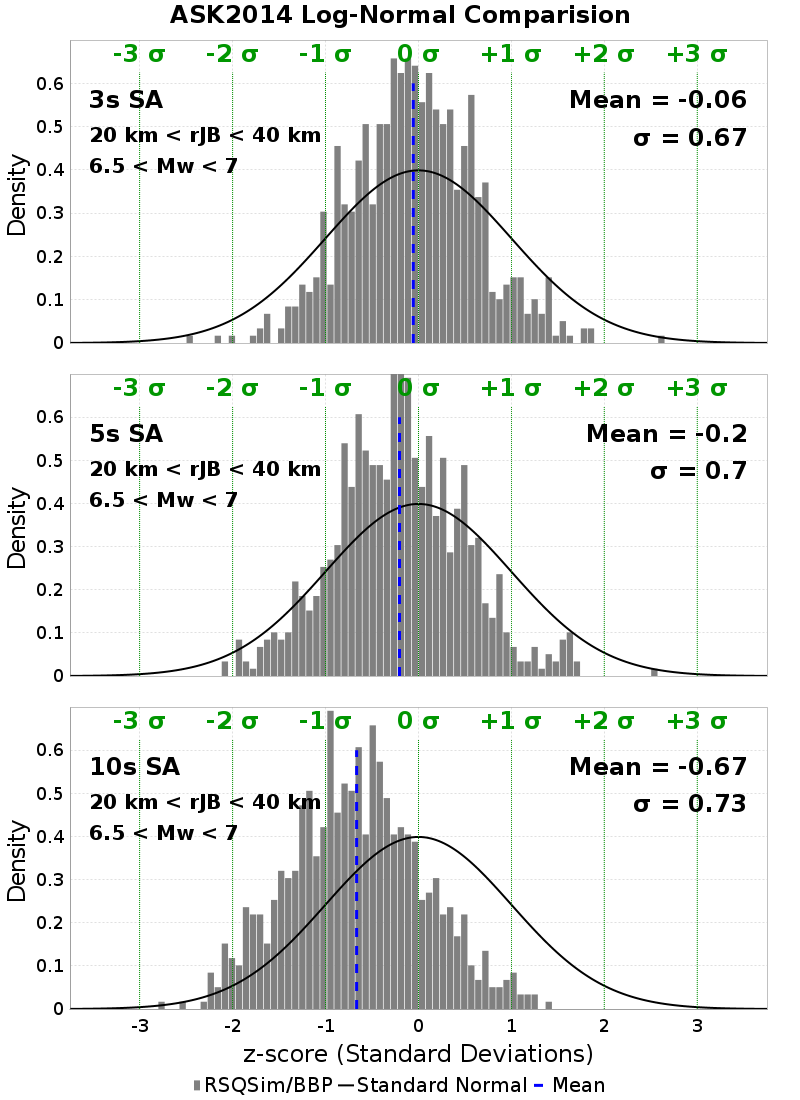 ASK2014 Log-Normal Comparision
-3 σ -2 σ -1 σ 0 σ +1 σ +2 σ +3 σ
3s SA
20 km < rJB < 40 km
6.5 < Mw < 7
Mean = -0.06
σ = 0.67
Density
0.6
0.5
0.4
0.3
0.2
0.1
0
-3 σ -2 σ -1 σ 0 σ +1 σ +2 σ +3 σ
5s SA
20 km < rJB < 40 km
6.5 < Mw < 7
Mean = -0.2
σ = 0.7
Density
0.6
0.5
0.4
0.3
0.2
0.1
0
-3 σ -2 σ -1 σ 0 σ +1 σ +2 σ +3 σ
10s SA
20 km < rJB < 40 km
6.5 < Mw < 7
Mean = -0.67
σ = 0.73
Density
0.6
0.5
0.4
0.3
0.2
0.1
0
-3 -2 -1 0 1 2 3
z-score (Standard Deviations)
RSQSim/BBP Standard Normal Mean